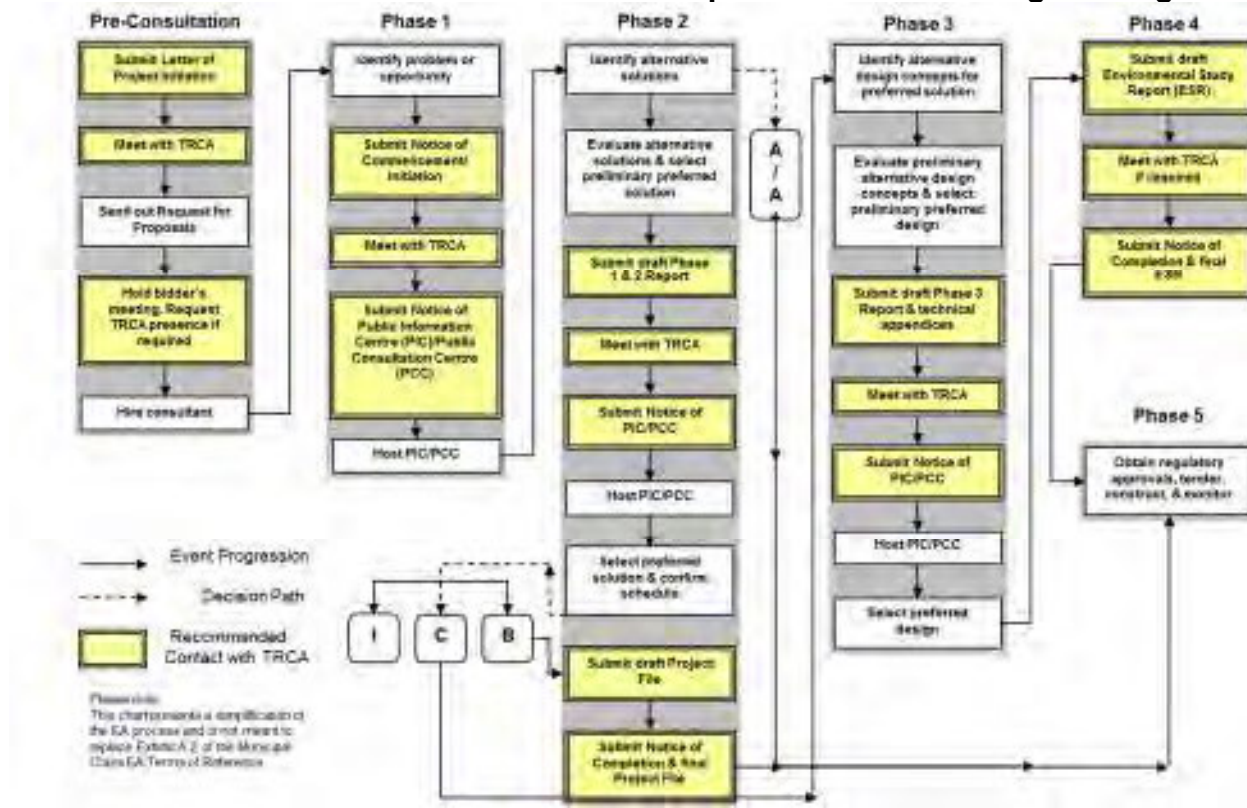 Pre-Consultation
Submit Letter of
Project Initiation
Meet with TRCA
Send out Request for
Proposals
Hold bidder's
meeting. Request
TRCA presence if
required
Hire consultant
Phase 1
Identify problem or
opportunity
Submit Notice of
Commencement/
Initiation
Meet with TRCA
Submit Notice of
Public Information
Centre (PIC)/Public
Consultation Centre
(PCC)
Host PIC/PCC
Phase 2
Identify alternative
solutions
Evaluate alternative
solutions & select
preliminary preferred
solution
Submit draft Phase
1 & 2 Report
Meet with TRCA
Submit Notice of
PIC/PCC
Host PIC/PCC
Select preferred
solution & confirm
schedule
Submit draft Project
File
Submit Notice of
Completion & final
Project File
A
/
A
I
C
B
Phase 3
Identify alternative
design concepts for
preferred solution
Evaluate preliminary
alternative design
concepts & select
preliminary preferred
design
Submit draft Phase 3
Report & technical
appendices
Meet with TRCA
Submit Notice of
PIC/PCC
Host PIC/PCC
Select preferred
design
Phase 4
Submit draft
Environmental Study
Report (ESR)
Meet with TRCA
if required
Submit Notice of
Completion & final
ESR
Phase 5
Obtain regulatory
approvals, tender,
construct, & monitor
Event Progression
Decision Path
Recommended
Contact with TRCA
Please note:
This chart presents a simplification of
the EA process and is not meant to
replace Exhibit A.2 of the Municipal
Class EA Terms of Reference